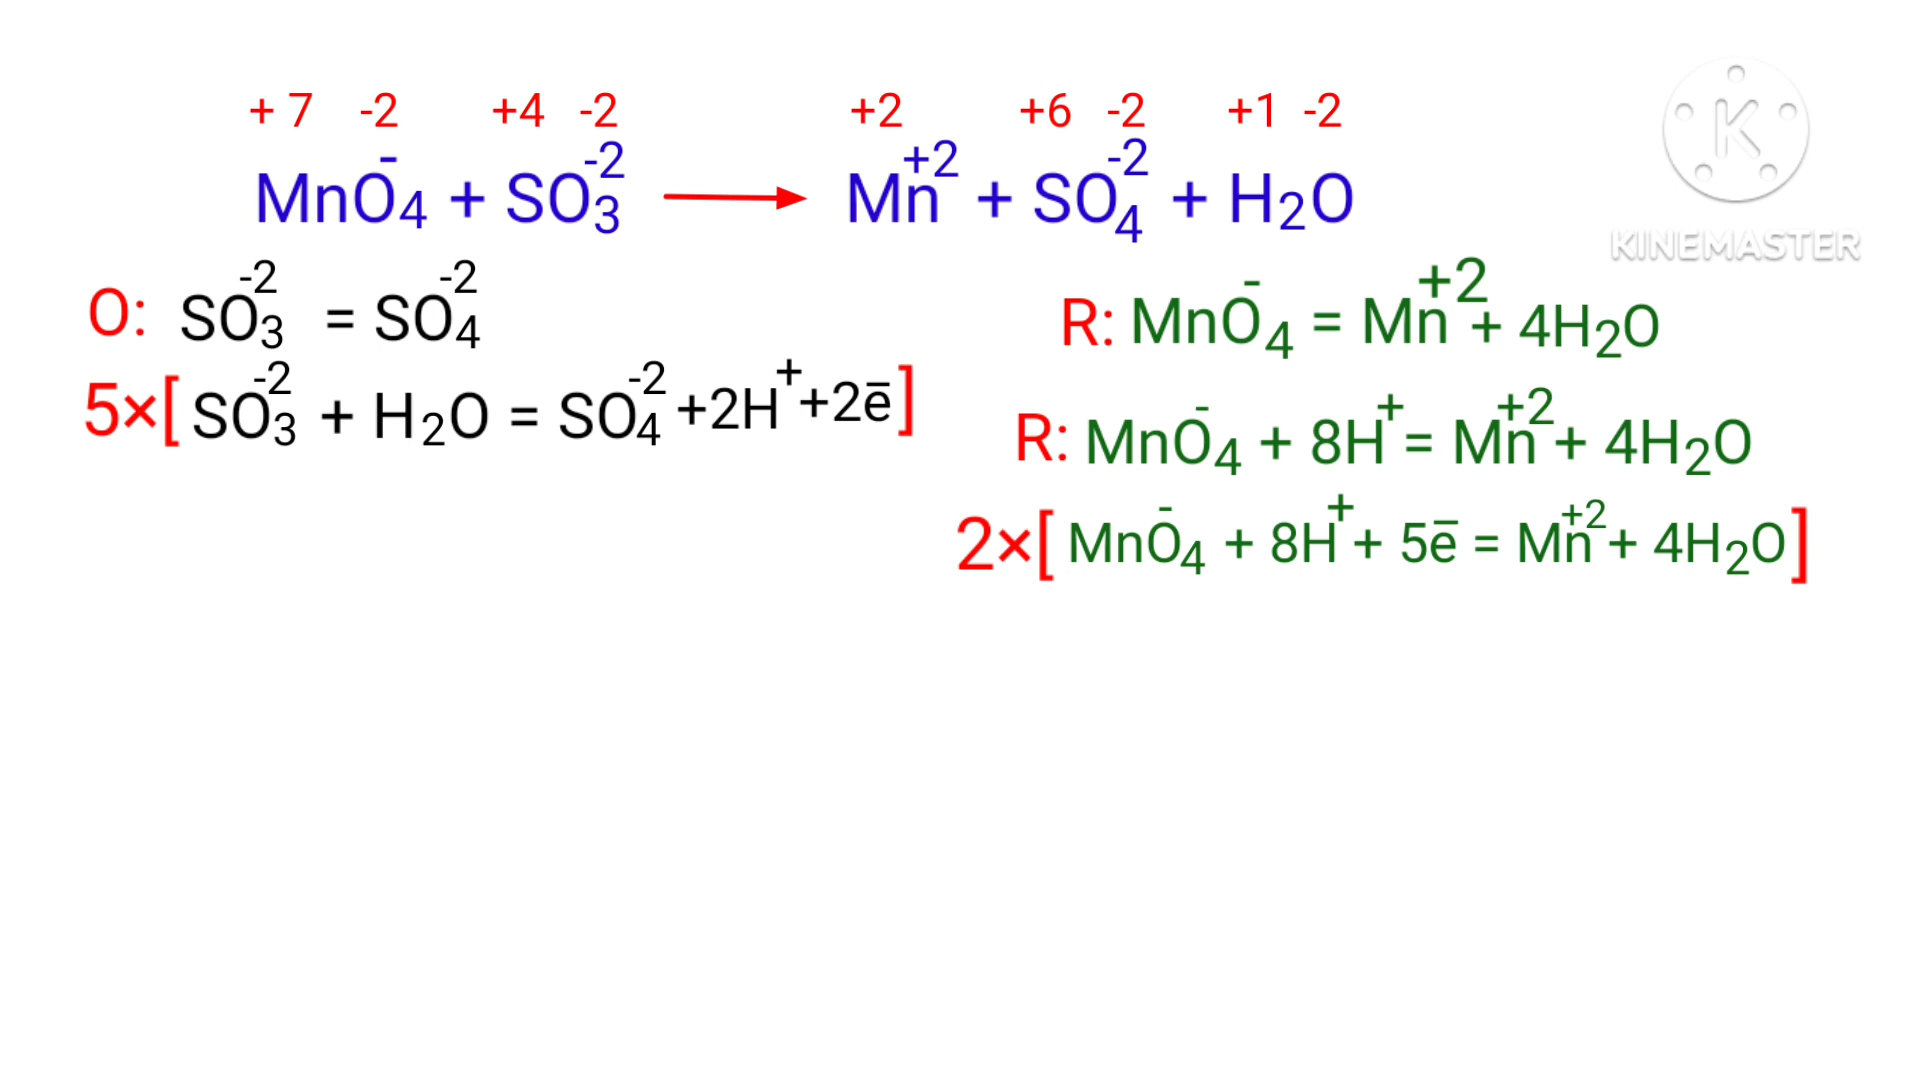 + 7 -2 +4 -2 +2 +6 -2 +1 -2
MnO₄⁻ + SO₃⁻² ⟶ Mn⁺² + SO₄⁻² + H₂O
K
KINEMASTER
O: SO₃⁻² = SO₄⁻²
5×[ SO₃⁻² + H₂O = SO₄⁻² +2H⁺ +2e̅ ]
R: MnO₄⁻ = Mn⁺² + 4H₂O
R: MnO₄⁻ + 8H⁺ = Mn⁺² + 4H₂O
2×[ MnO₄⁻ + 8H⁺ + 5e̅ = Mn⁺² + 4H₂O ]